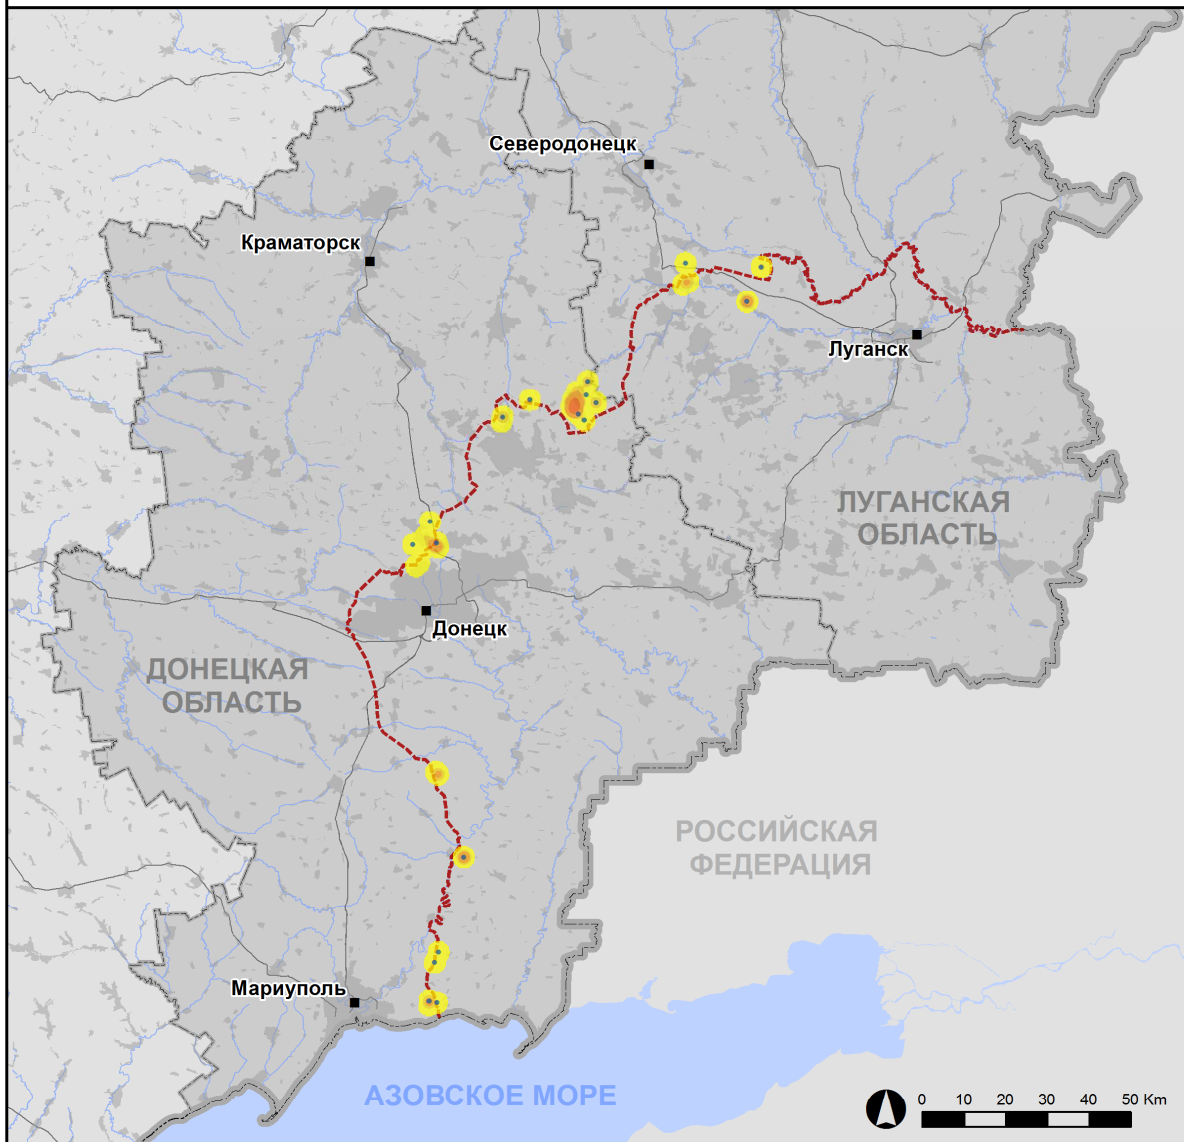 Северодонецк
Краматорск
Луганск
ЛУГАНСКАЯ
ОБЛАСТЬ
Донецк
ДОНЕЦКАЯ
ОБЛАСТЬ
РОССИЙСКАЯ
ФЕДЕРАЦИЯ
Мариуполь
АЗОВСКОЕ МОРЕ
0 10 20 30 40 50 Km